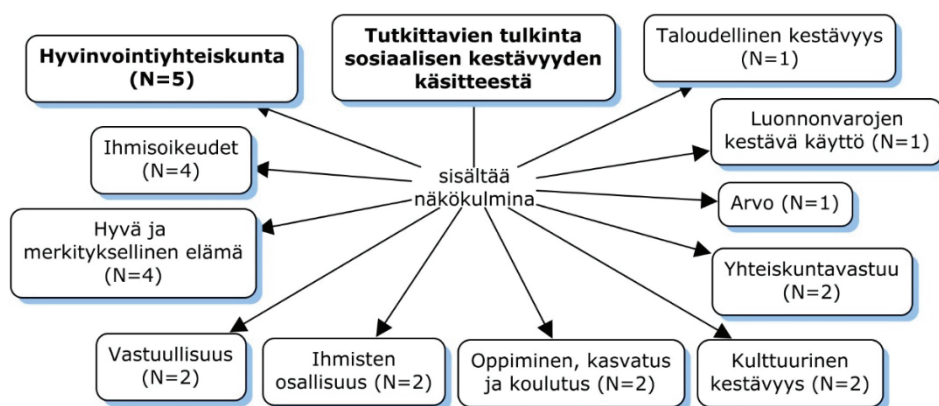 Tutkittavien tulkinta
sosiaalisen kestävyyden
käsitteestä
sisältää
näkökulmina
Hyvinvointiyhteiskunta
(N=5)
Ihmisoikeudet
(N=4)
Hyvä ja
merkityksellinen elämä
(N=4)
Vastuullisuus
(N=2)
Ihmisten
osallisuus (N=2)
Oppiminen, kasvatus
ja koulutus (N=2)
Kulttuurinen
kestävyys (N=2)
Yhteiskuntavastuu
(N=2)
Arvo (N=1)
Luonnonvarojen
kestävä käyttö (N=1)
Taloudellinen kestävyys
(N=1)